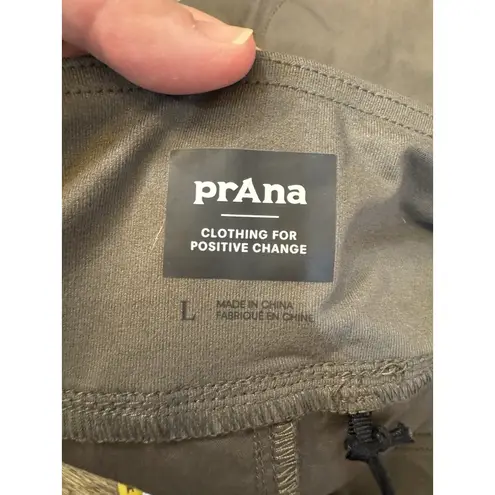 prAna
CLOTHING FOR
POSITIVE CHANGE
L
MADE IN CHINA
FABRIQUÉ EN CHINE